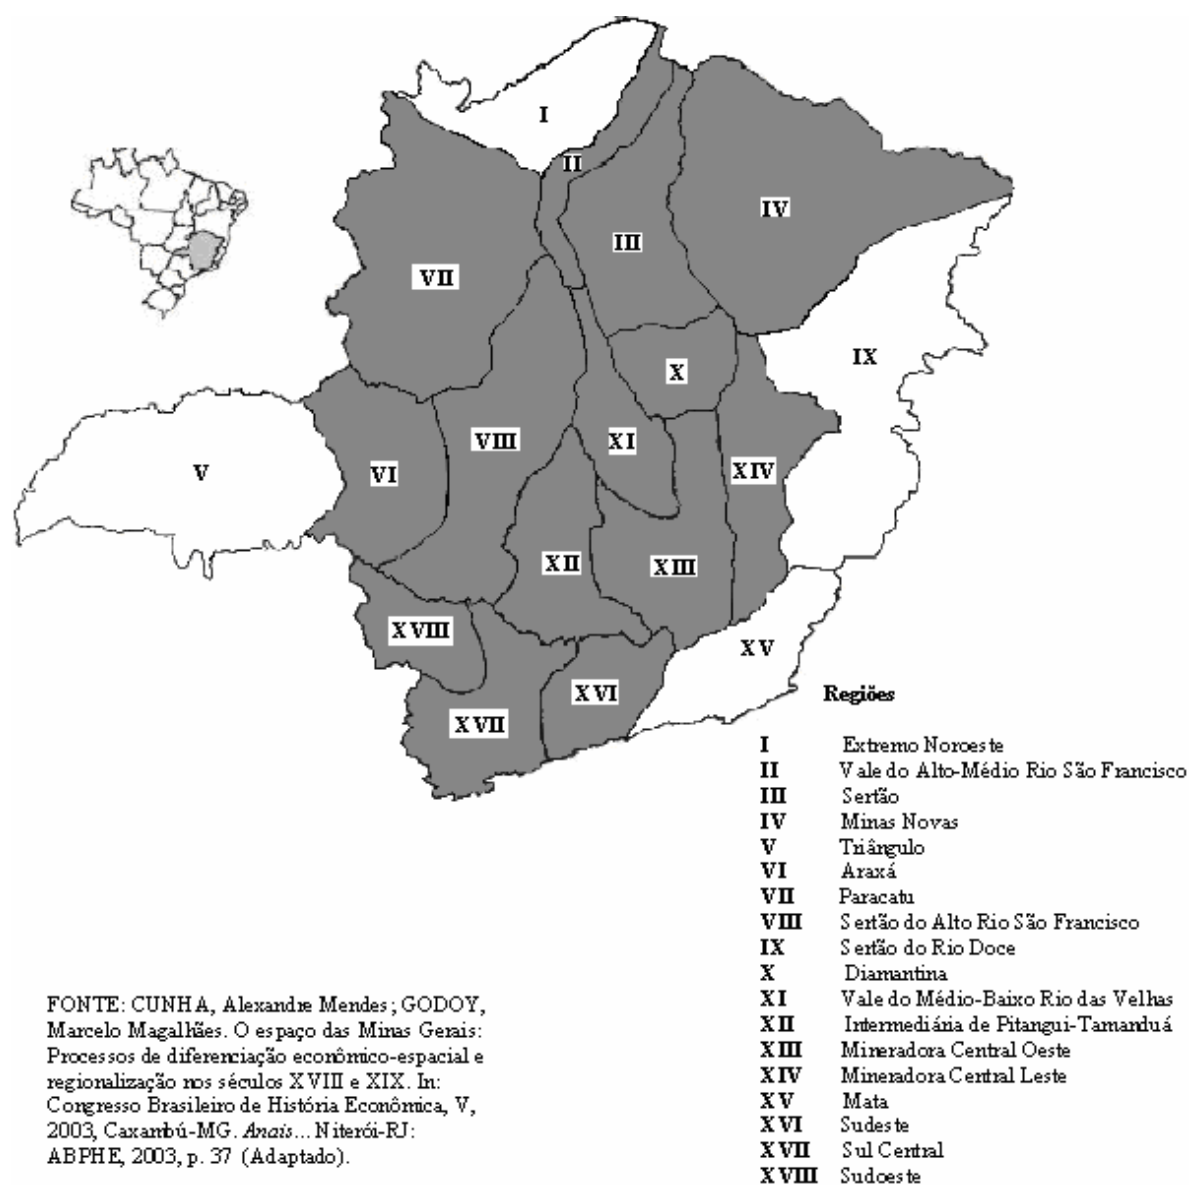 I
II
III
IV
VII
IX
X
VIII
XI
V
VI
XIV
XII
XIII
XVIII
XV
XVI
XVII
Regiões
I Extremo Noroeste
II Vale do Alto-Médio Rio São Francisco
III Sertão
IV Minas Novas
V Triângulo
VI Araxá
VII Paracatu
VIII Sertão do Alto Rio São Francisco
IX Sertão do Rio Doce
X Diamantina
XI Vale do Médio-Baixo Rio das Velhas
XII Intermediária de Pitangui-Tamanduá
XIII Mineradora Central Oeste
XIV Mineradora Central Leste
XV Mata
XVI Sudeste
XVII Sul Central
XVIII Sudoeste
FONTE: CUNHA, Alexandre Mendes; GODOY,
Marcelo Magalhães. O espaço das Minas Gerais:
Processos de diferenciação econômico-espacial e
regionalização nos séculos XVIII e XIX. In:
Congresso Brasileiro de História Econômica, V,
2003, Caxambú-MG. Anais... Niterói-RJ:
ABPHE, 2003, p. 37 (Adaptado).